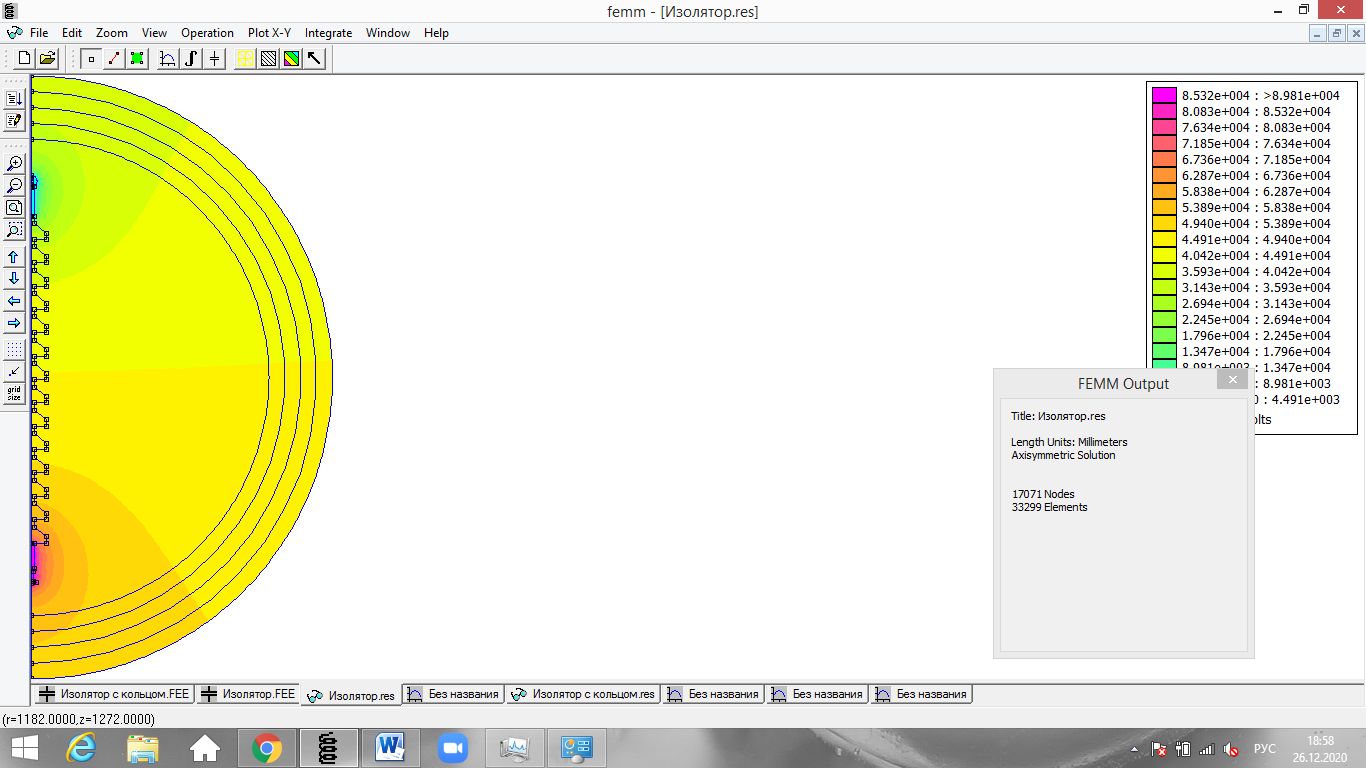 femm - [Изолятор.res]
File Edit Zoom View Operation Plot X-Y Integrate Window Help
8.532e+004 : >8.981e+004
8.083e+004 : 8.532e+004
7.634e+004 : 8.083e+004
7.185e+004 : 7.634e+004
6.736e+004 : 7.185e+004
6.287e+004 : 6.736e+004
5.838e+004 : 6.287e+004
5.389e+004 : 5.838e+004
4.940e+004 : 5.389e+004
4.491e+004 : 4.940e+004
4.042e+004 : 4.491e+004
3.593e+004 : 4.042e+004
3.143e+004 : 3.593e+004
2.694e+004 : 3.143e+004
2.245e+004 : 2.694e+004
1.796e+004 : 2.245e+004
1.347e+004 : 1.796e+004
8.981e+003 : 1.347e+004
: 8.981e+003
0 : 4.491e+003
olts
FEMM Output
Title: Изолятор.res
Length Units: Millimeters
Axisymmetric Solution
17071 Nodes
33299 Elements
grid
size
Изолятор с кольцом.FEE Изолятор.FEE Изолятор.res Без названия Изолятор с кольцом.res Без названия Без названия Без названия
(r=1182.0000,z=1272.0000)
РУС
18:58
26.12.2020